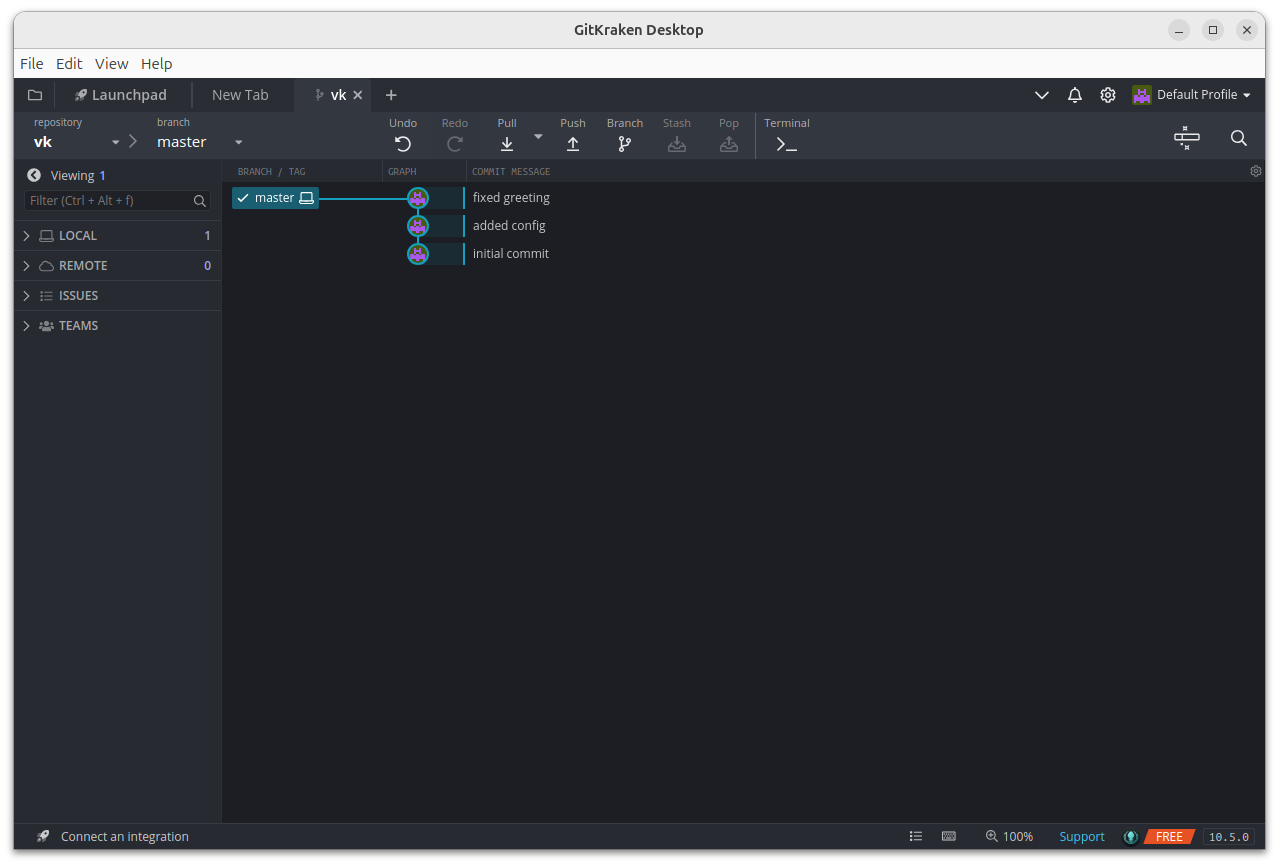 GitKraken Desktop
File Edit View Help
Launchpad New Tab vk Default Profile
repository branch Undo Redo Pull Push Branch Stash Pop Terminal
vk master
Viewing 1 BRANCH / TAG GRAPH COMMIT MESSAGE
Filter (Ctrl + Alt + f) master fixed greeting
added config
LOCAL 1
initial commit
REMOTE 0
ISSUES
TEAMS
Connect an integration 100% Support FREE 10.5.0